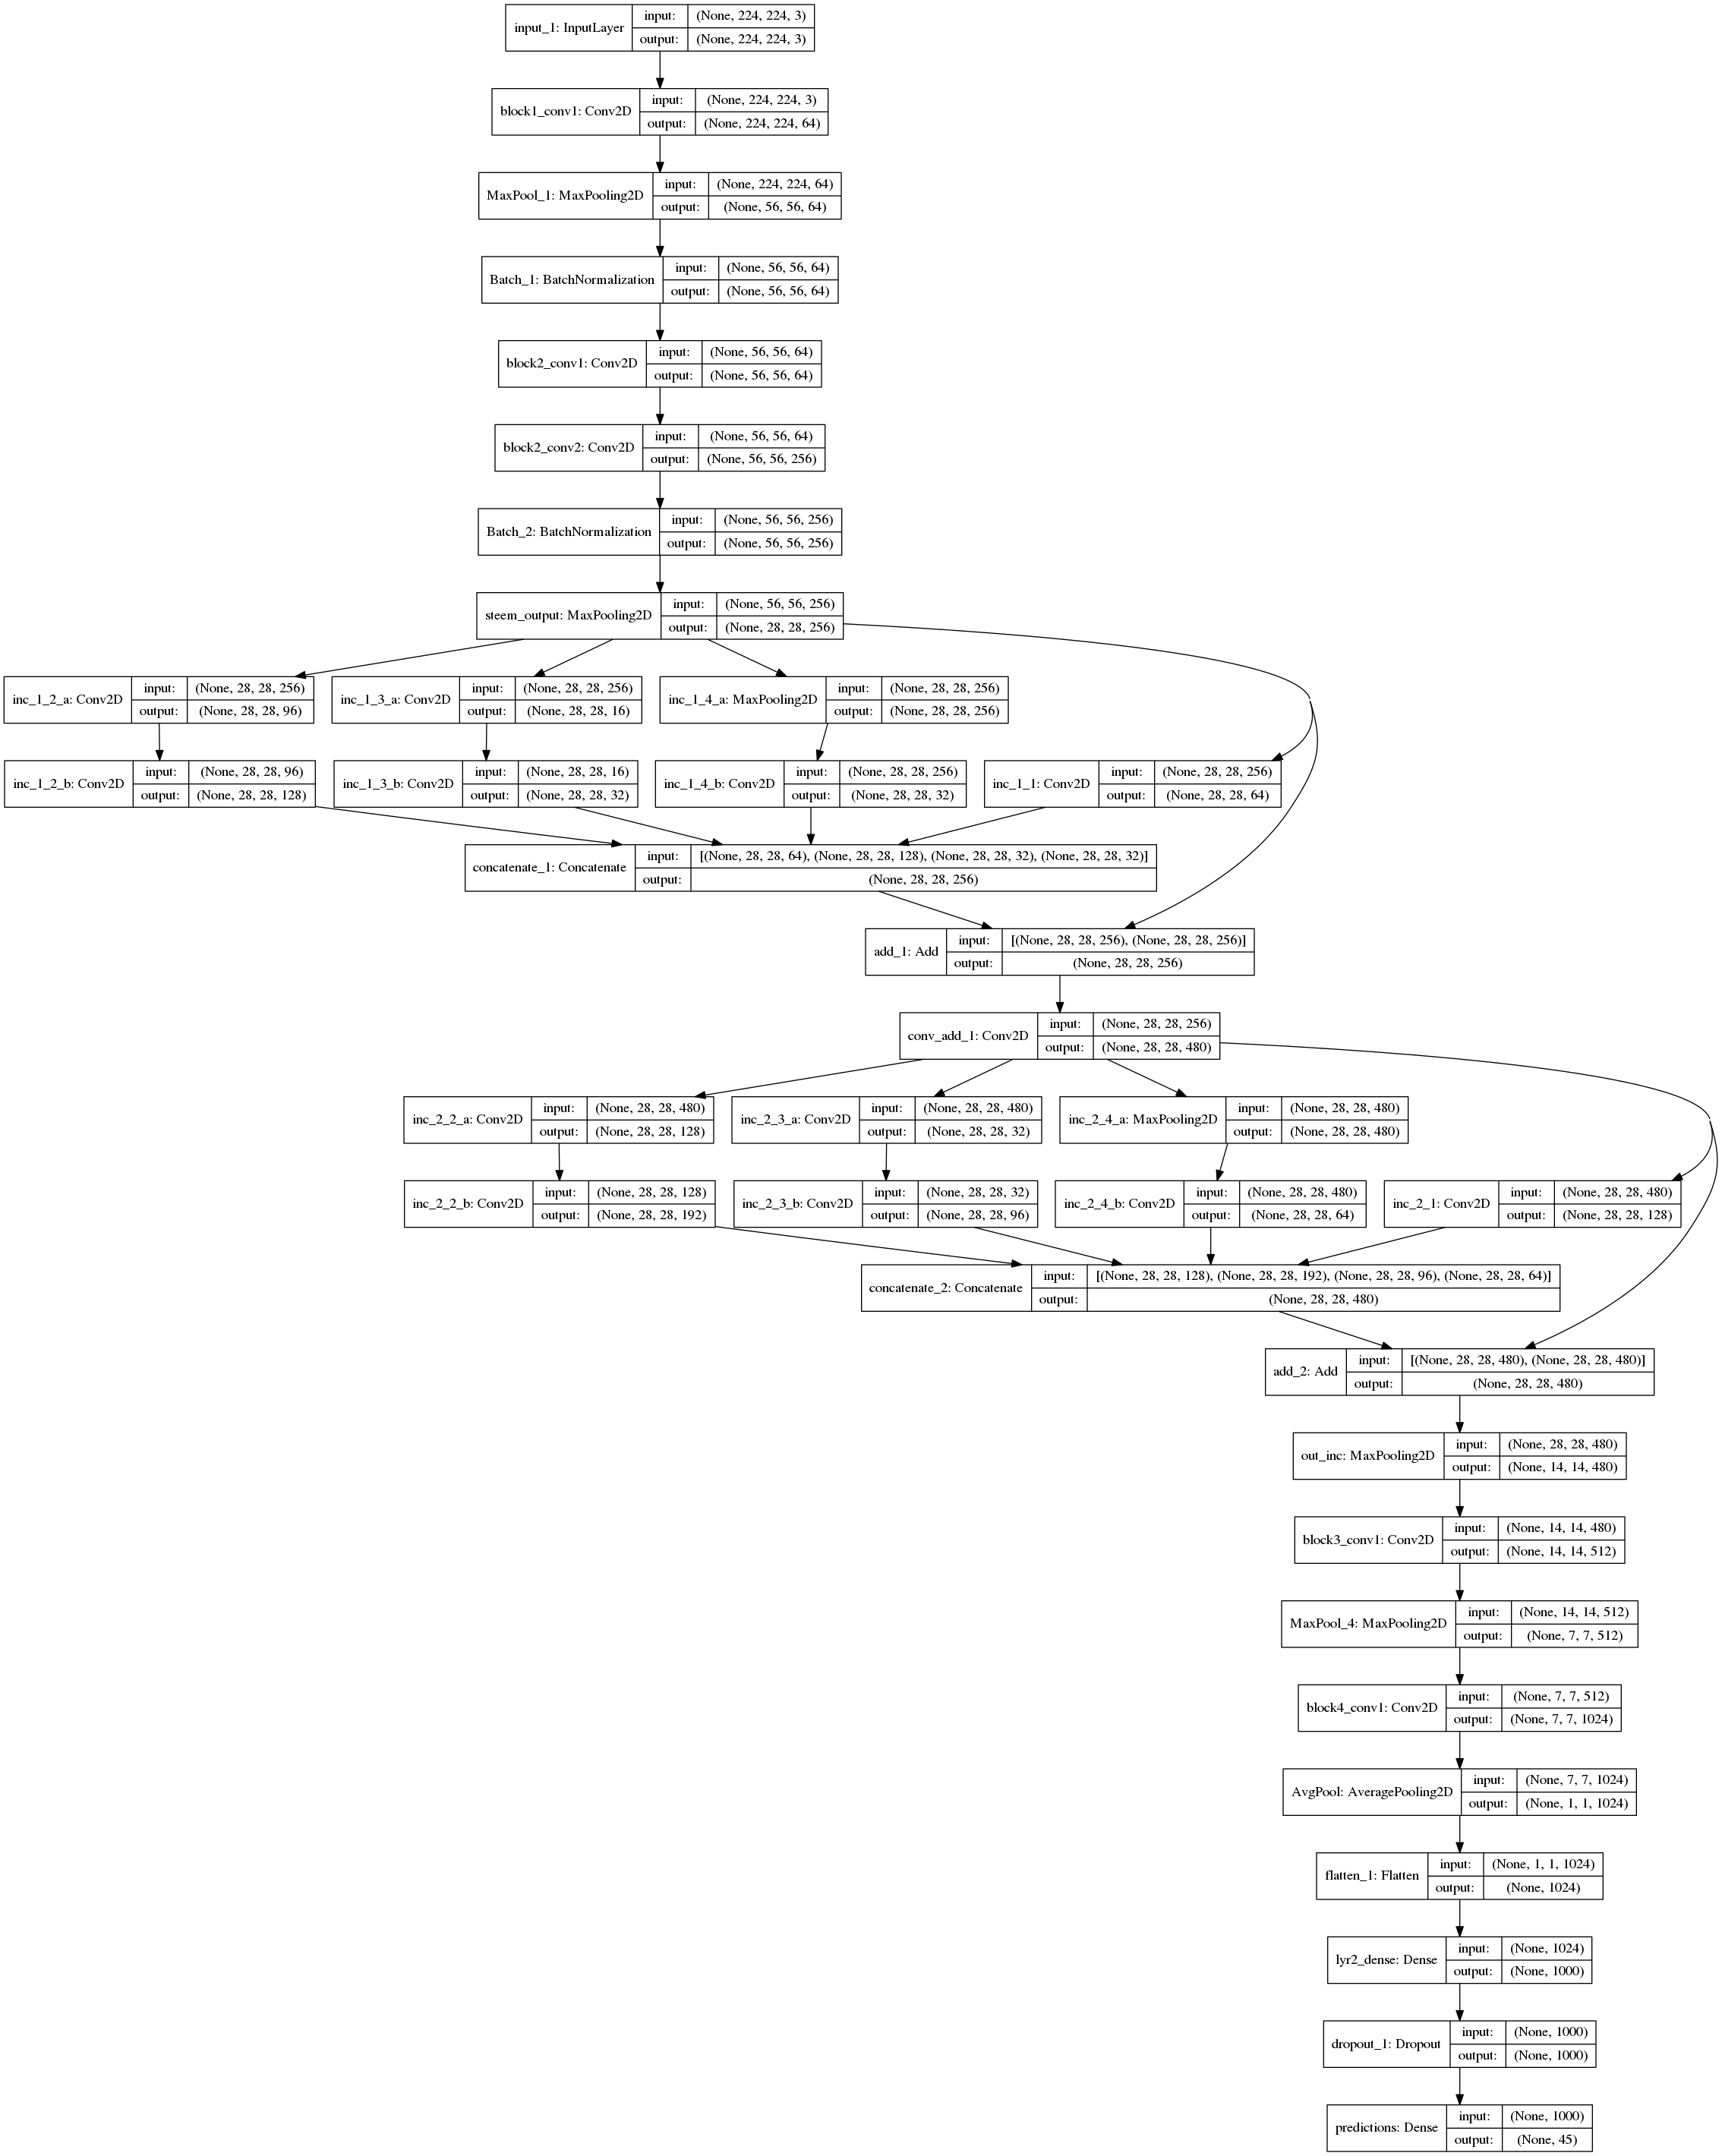 input_1: InputLayer
input: (None, 224, 224, 3)
output: (None, 224, 224, 3)
block1_conv1: Conv2D
input: (None, 224, 224, 3)
output: (None, 224, 224, 64)
MaxPool_1: MaxPooling2D
input: (None, 224, 224, 64)
output: (None, 56, 56, 64)
Batch_1: BatchNormalization
input: (None, 56, 56, 64)
output: (None, 56, 56, 64)
block2_conv1: Conv2D
input: (None, 56, 56, 64)
output: (None, 56, 56, 64)
block2_conv2: Conv2D
input: (None, 56, 56, 64)
output: (None, 56, 56, 256)
Batch_2: BatchNormalization
input: (None, 56, 56, 256)
output: (None, 56, 56, 256)
steem_output: MaxPooling2D
input: (None, 56, 56, 256)
output: (None, 28, 28, 256)
inc_1_2_a: Conv2D
input: (None, 28, 28, 256)
output: (None, 28, 28, 96)
inc_1_3_a: Conv2D
input: (None, 28, 28, 256)
output: (None, 28, 28, 16)
inc_1_4_a: MaxPooling2D
input: (None, 28, 28, 256)
output: (None, 28, 28, 256)
inc_1_2_b: Conv2D
input: (None, 28, 28, 96)
output: (None, 28, 28, 128)
inc_1_3_b: Conv2D
input: (None, 28, 28, 16)
output: (None, 28, 28, 32)
inc_1_4_b: Conv2D
input: (None, 28, 28, 256)
output: (None, 28, 28, 32)
inc_1_1: Conv2D
input: (None, 28, 28, 256)
output: (None, 28, 28, 64)
concatenate_1: Concatenate
input: [(None, 28, 28, 64), (None, 28, 28, 128), (None, 28, 28, 32), (None, 28, 28, 32)]
output: (None, 28, 28, 256)
add_1: Add
input: [(None, 28, 28, 256), (None, 28, 28, 256)]
output: (None, 28, 28, 256)
conv_add_1: Conv2D
input: (None, 28, 28, 256)
output: (None, 28, 28, 480)
inc_2_2_a: Conv2D
input: (None, 28, 28, 480)
output: (None, 28, 28, 128)
inc_2_3_a: Conv2D
input: (None, 28, 28, 480)
output: (None, 28, 28, 32)
inc_2_4_a: MaxPooling2D
input: (None, 28, 28, 480)
output: (None, 28, 28, 480)
inc_2_2_b: Conv2D
input: (None, 28, 28, 128)
output: (None, 28, 28, 192)
inc_2_3_b: Conv2D
input: (None, 28, 28, 32)
output: (None, 28, 28, 96)
inc_2_4_b: Conv2D
input: (None, 28, 28, 480)
output: (None, 28, 28, 64)
inc_2_1: Conv2D
input: (None, 28, 28, 480)
output: (None, 28, 28, 128)
concatenate_2: Concatenate
input: [(None, 28, 28, 128), (None, 28, 28, 192), (None, 28, 28, 96), (None, 28, 28, 64)]
output: (None, 28, 28, 480)
add_2: Add
input: [(None, 28, 28, 480), (None, 28, 28, 480)]
output: (None, 28, 28, 480)
out_inc: MaxPooling2D
input: (None, 28, 28, 480)
output: (None, 14, 14, 480)
block3_conv1: Conv2D
input: (None, 14, 14, 480)
output: (None, 14, 14, 512)
MaxPool_4: MaxPooling2D
input: (None, 14, 14, 512)
output: (None, 7, 7, 512)
block4_conv1: Conv2D
input: (None, 7, 7, 512)
output: (None, 7, 7, 1024)
AvgPool: AveragePooling2D
input: (None, 7, 7, 1024)
output: (None, 1, 1, 1024)
flatten_1: Flatten
input: (None, 1, 1, 1024)
output: (None, 1024)
lyr2_dense: Dense
input: (None, 1024)
output: (None, 1000)
dropout_1: Dropout
input: (None, 1000)
output: (None, 1000)
predictions: Dense
input: (None, 1000)
output: (None, 45)